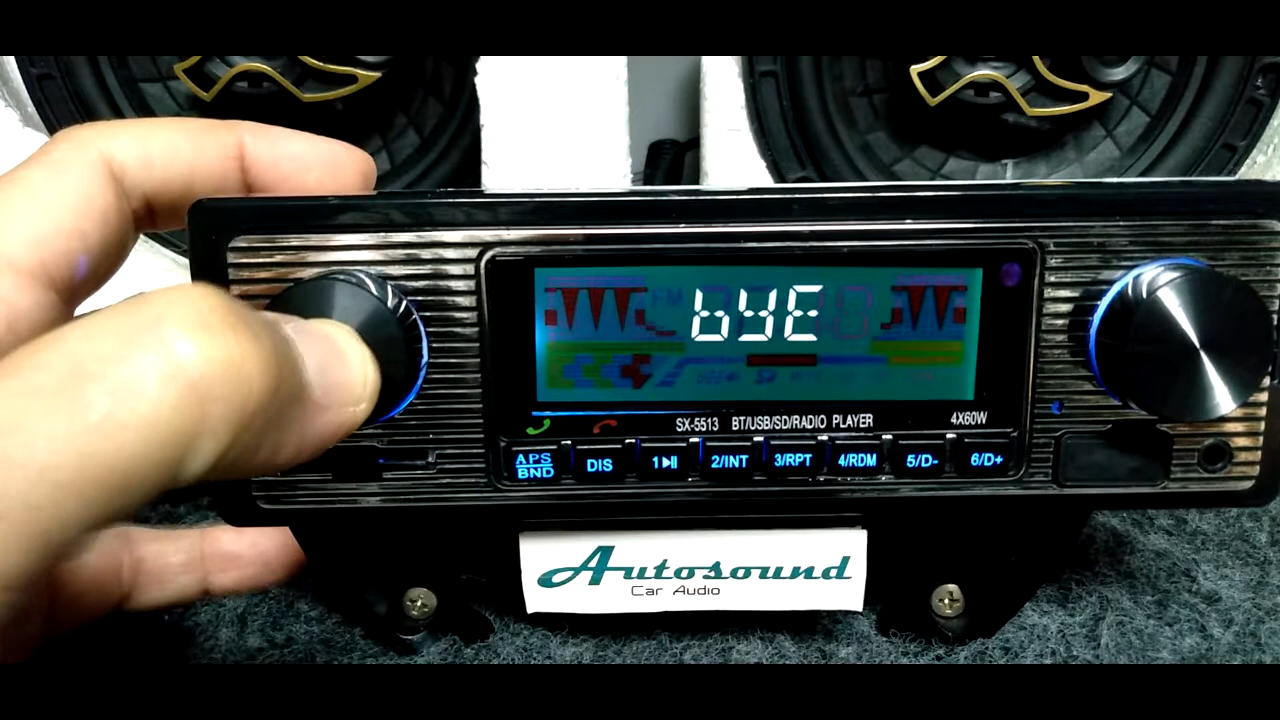 bYE
SX-5513 BT/USB/SD/RADIO PLAYER 4X60W
APS
BND
DIS
1▶II
2/INT
3/RPT
4/RDM
5/D-
6/D+
Autosound
Car Audio